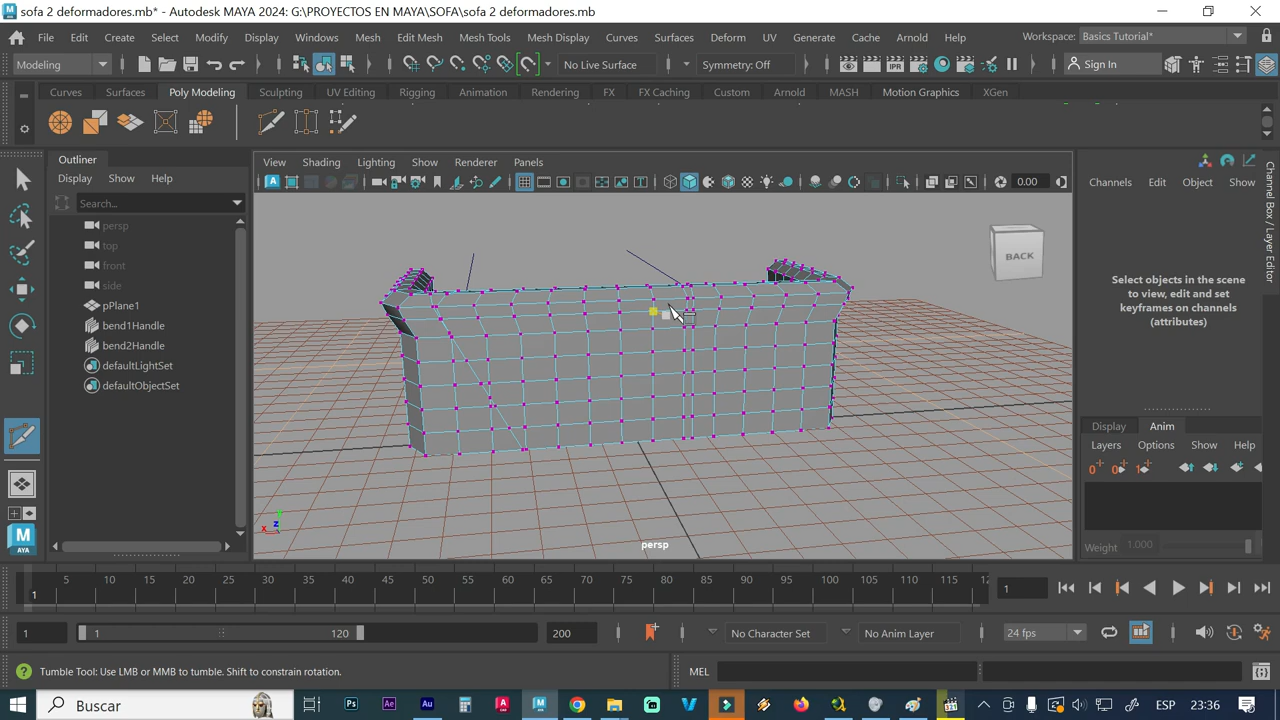 sofa 2 deformadores.mb* - Autodesk MAYA 2024: G:\PROYECTOS EN MAYA\SOFA\sofa 2 deformadores.mb
File Edit Create Select Modify Display Windows Mesh Edit Mesh Mesh Tools Mesh Display Curves Surfaces Deform UV Generate Cache Arnold Help Workspace: Basics Tutorial*
Modeling No Live Surface Symmetry: Off IPR Sign In
Curves Surfaces Poly Modeling Sculpting UV Editing Rigging Animation Rendering FX FX Caching Custom Arnold MASH Motion Graphics XGen
Outliner
Display Show Help
Search...
persp
top
front
side
pPlane1
bend1Handle
bend2Handle
defaultLightSet
defaultObjectSet
View Shading Lighting Show Renderer Panels
0.00
BACK
persp
Channels Edit Object Show
Channel Box / Layer Editor
Select objects in the scene
to view, edit and set
keyframes on channels
(attributes)
Display Anim
Layers Options Show Help
Weight 1.000
5 10 15 20 25 30 35 40 45 50 55 60 65 70 75 80 85 90 95 100 105 110 115 12
1 1
1 1 120 200 No Character Set No Anim Layer 24 fps
Tumble Tool: Use LMB or MMB to tumble. Shift to constrain rotation. MEL
Buscar ESP 23:36